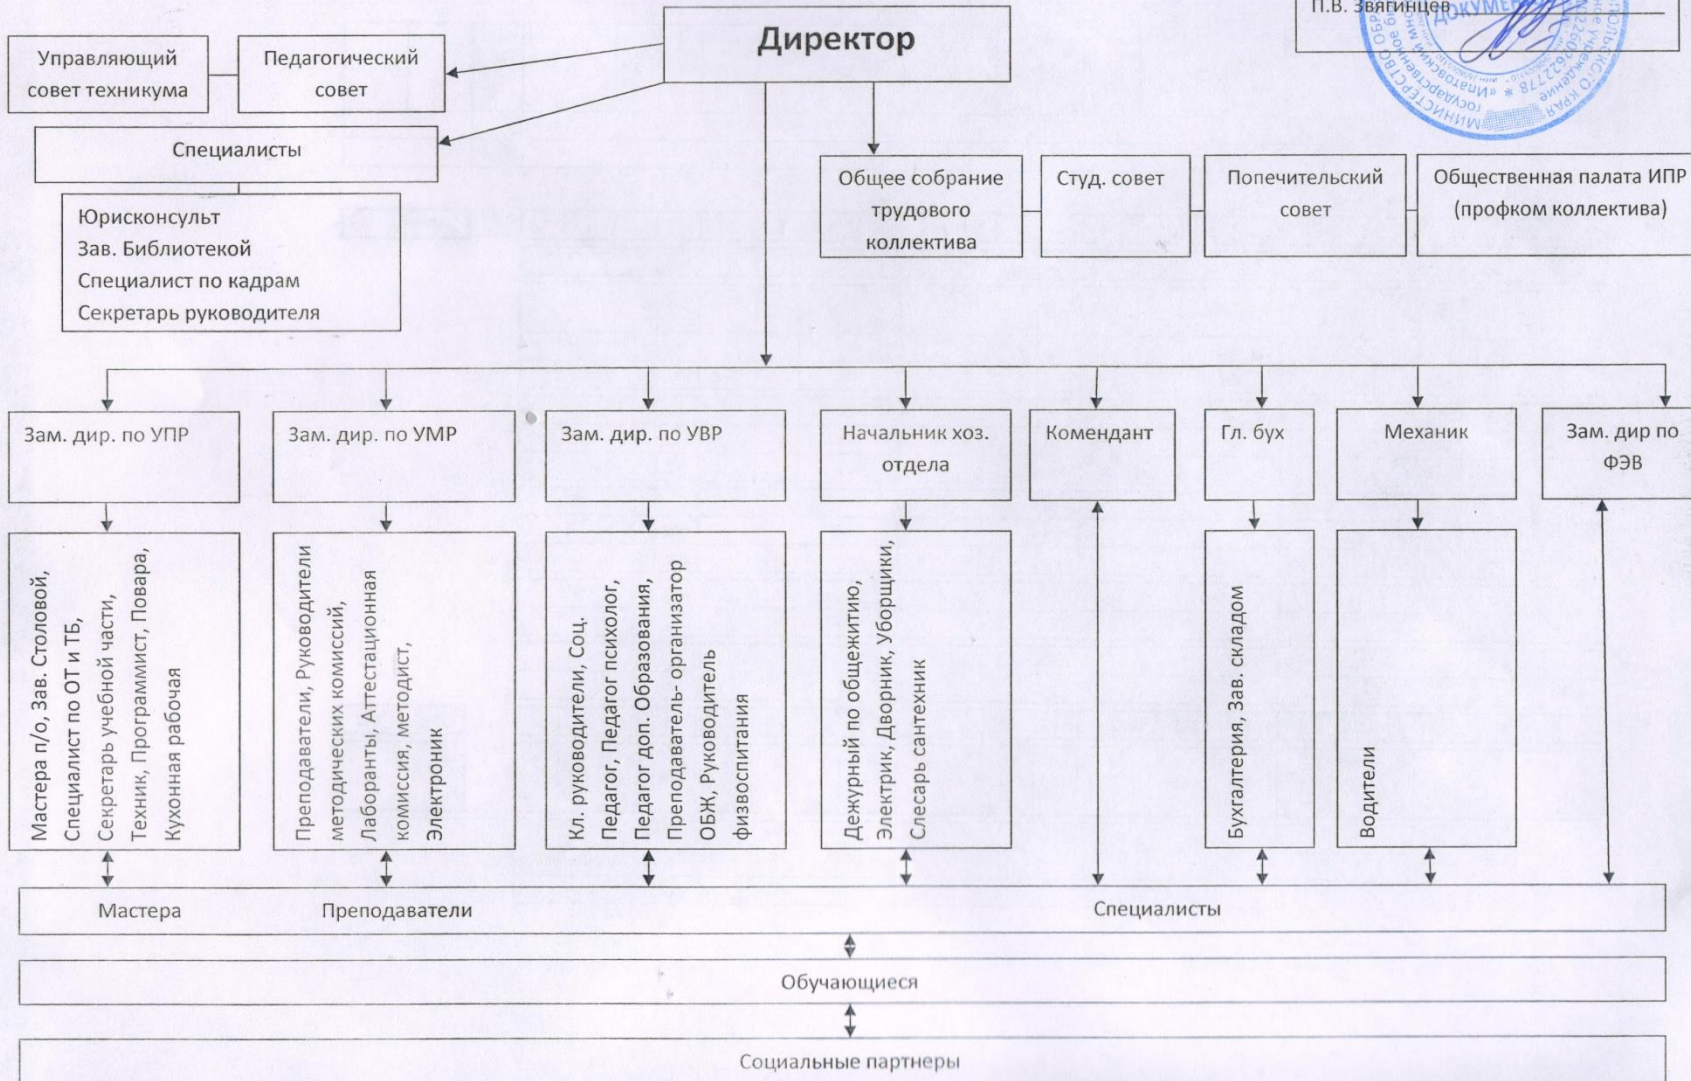 П.В. Звягинцев
ДОКУМЕН
Директор
Управляющий
совет техникума
Педагогический
совет
Специалисты
Юрисконсульт
Зав. Библиотекой
Специалист по кадрам
Секретарь руководителя
Общее собрание
трудового
коллектива
Студ. совет
Попечительский
совет
Общественная палата ИПР
(профком коллектива)
Зам. дир. по УПР
Зам. дир. по УМР
Зам. дир. по УВР
Начальник хоз.
отдела
Комендант
Гл. бух
Механик
Зам. дир по
ФЭВ
Мастера п/о, Зав. Столовой,
Специалист по ОТ и ТБ,
Секретарь учебной части,
Техник, Программист, Повара,
Кухонная рабочая
Преподаватели, Руководители
методических комиссий,
Лаборанты, Аттестационная
комиссия, методист,
Электроник
Кл. руководители, Соц.
Педагог, Педагог психолог,
Педагог доп. Образования,
Преподаватель- организатор
ОБЖ, Руководитель
физвоспитания
Дежурный по общежитию,
Электрик, Дворник, Уборщики,
Слесарь сантехник
Бухгалтерия, Зав. складом
Водители
Мастера Преподаватели Специалисты
Обучающиеся
Социальные партнеры